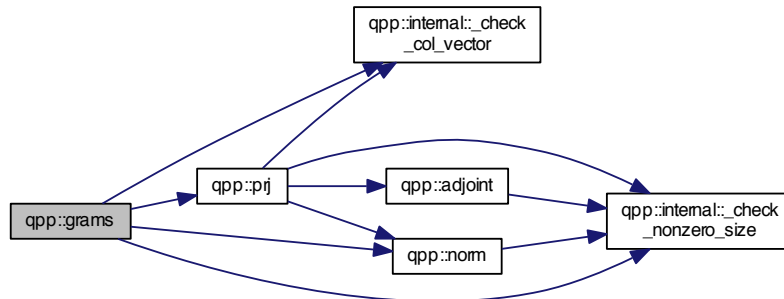 qpp::internal::_check
_col_vector
qpp::prj
qpp::adjoint
qpp::grams
qpp::internal::_check
_nonzero_size
qpp::norm